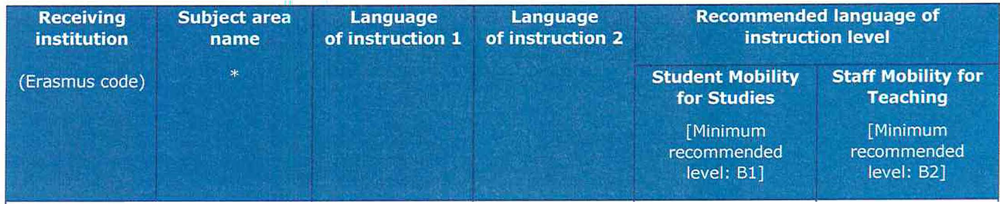 Receiving
institution
(Erasmus code)
Subject area
name
*
Language
of instruction 1
Language
of instruction 2
Recommended language of
instruction level
Student Mobility
for Studies
[Minimum
recommended
level: B1]
Staff Mobility for
Teaching
[Minimum
recommended
level: B2]